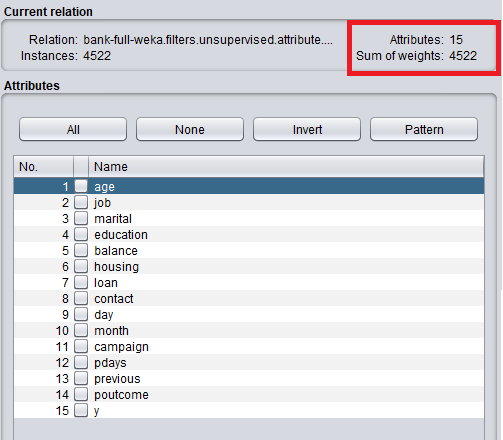 Current relation
Relation: bank-full-weka.filters.unsupervised.attribute.... Attributes: 15
Instances: 4522 Sum of weights: 4522
Attributes
All None Invert Pattern
No. Name
1 age
2 job
3 marital
4 education
5 balance
6 housing
7 loan
8 contact
9 day
10 month
11 campaign
12 pdays
13 previous
14 poutcome
15 y